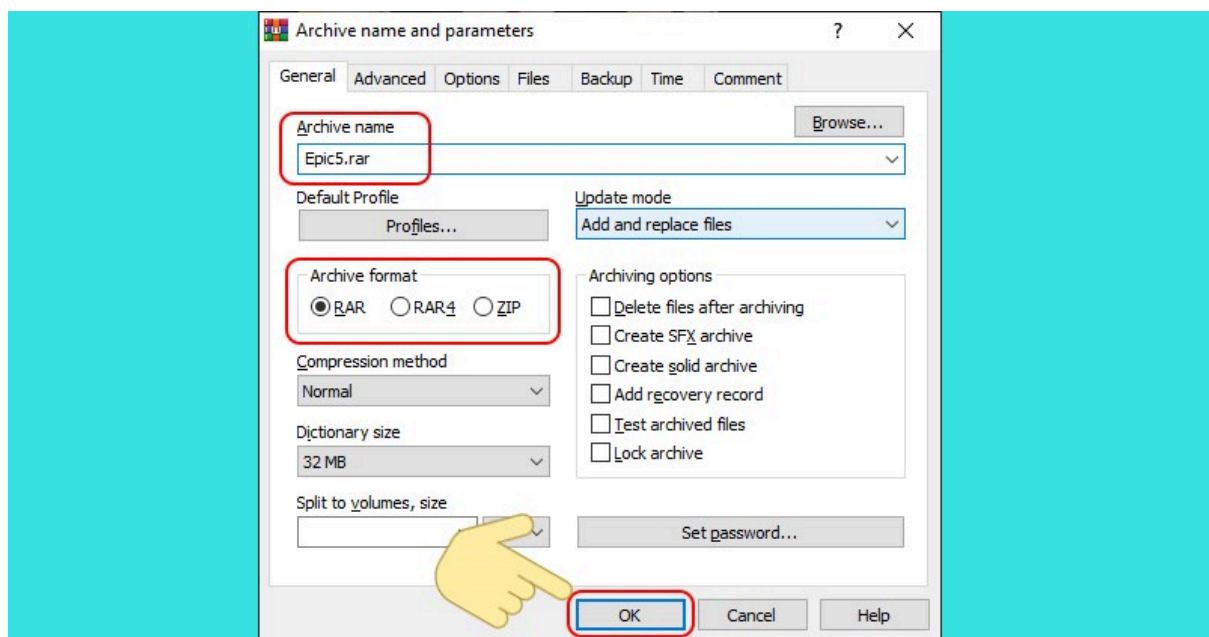 Archive name and parameters
General Advanced Options Files Backup Time Comment
Archive name
Browse...
Epic5.rar
Default Profile
Update mode
Profiles...
Add and replace files
Archive format
RAR RAR4 ZIP
Archiving options
Delete files after archiving
Create SFX archive
Create solid archive
Add recovery record
Test archived files
Lock archive
Compression method
Normal
Dictionary size
32 MB
Split to volumes, size
Set password...
OK Cancel Help